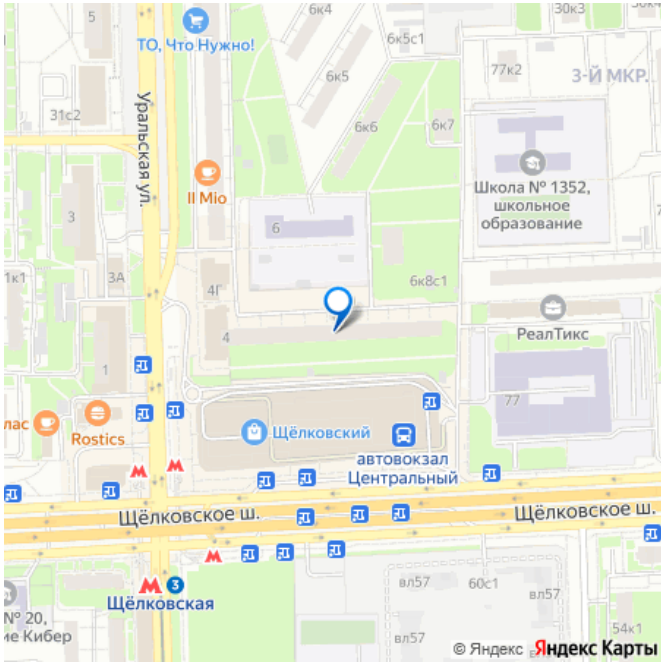 6к4
30к3
6к5с1
ТО, Что Нужно!
77к2
3-Й МКР.
6к5
31с2
Уральская ул.
6к6
6к7
Школа № 1352,
школьное
образование
Il Mio
3
6
1к1
3А
4Г
6к8с1
4
РеалТикс
1
77
лас
Rostics
Щёлковский
автовокзал
Центральный
Щёлковское ш.
Щёлковское ш.
3
Щёлковская
вл57
60с1
вл57
№ 20,
ие Кибер
вл57
54к1
© Яндекс Яндекс Карты